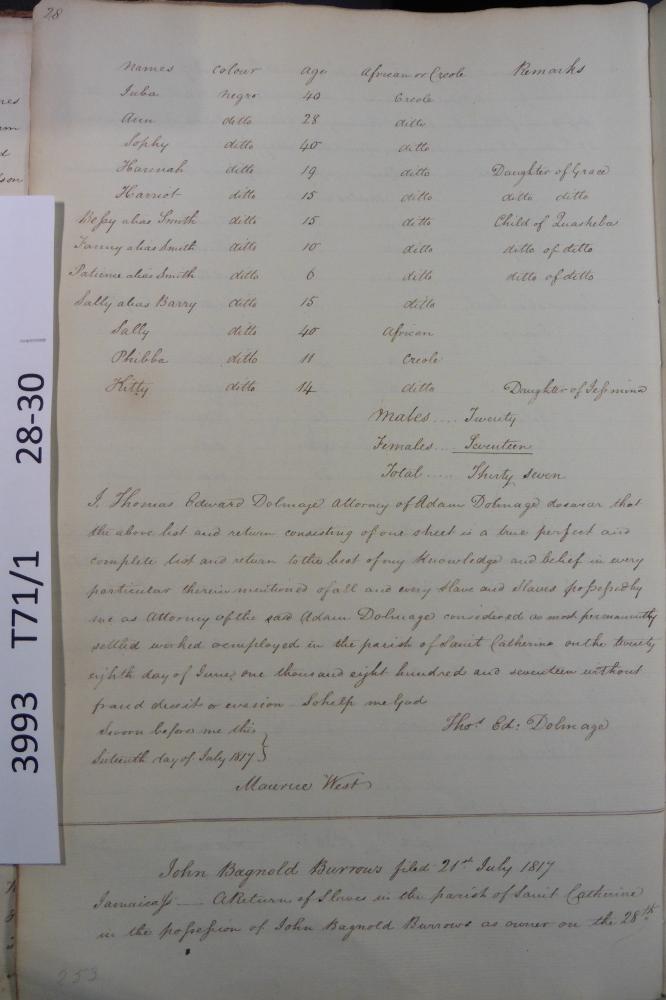 28
Names Colour Age African or Creole Remarks
Juba Negro 40 Creole
Ann ditto 28 ditto
Sophy ditto 40 ditto
Hannah ditto 19 ditto Daughter of Grace
Harriot ditto 15 ditto ditto ditto
Bessy alias Smith ditto 15 ditto Child of Quasheba
Fanny alias Smith ditto 10 ditto ditto of ditto
Patience alias Smith ditto 6 ditto ditto of ditto
Sally alias Barry ditto 15 ditto
Sally ditto 40 African
Phibba ditto 11 Creole
Kitty ditto 14 ditto Daughter of Jessmina
Males .... Twenty
Females ... Seventeen
Total ..... Thirty seven
I, Thomas Edward Dolmage Attorney of Adam Dolmage do swear that
the above list and return consisting of one sheet is a true perfect and
complete list and return to the best of my knowledge and belief in every
particular therein mentioned of all and every slave and slaves possessed by
me as Attorney of the said Adam Dolmage considered as most permanently
settled worked or employed in the parish of Saint Catherine on the twenty
eighth day of June, one thousand eight hundred and seventeen without
fraud deceit or evasion So help me God
Sworn before me this Thos. Ed: Dolmage
day of July 1817
Maurice West
John Bagnold Burrows filed 21st July 1817
Jamaica Ss — A Return of Slaves in the parish of Saint Catherine
in the possession of John Bagnold Burrows as owner on the 28th
253
3993 T71/1 28-30